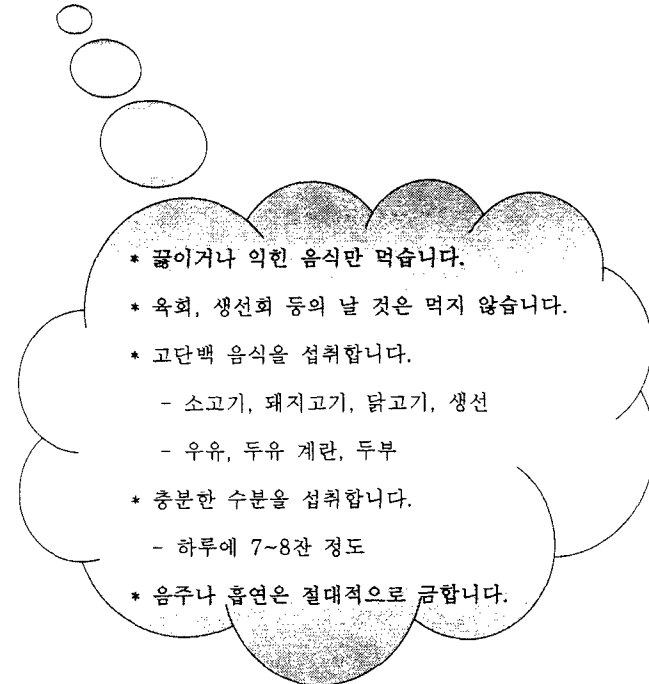 * 끓이거나 익힌 음식만 먹습니다.
* 육회, 생선회 등의 날 것은 먹지 않습니다.
* 고단백 음식을 섭취합니다.
- 소고기, 돼지고기, 닭고기, 생선
- 우유, 두유 계란, 두부
* 충분한 수분을 섭취합니다.
- 하루에 7~8잔 정도
* 음주나 흡연은 절대적으로 금합니다.